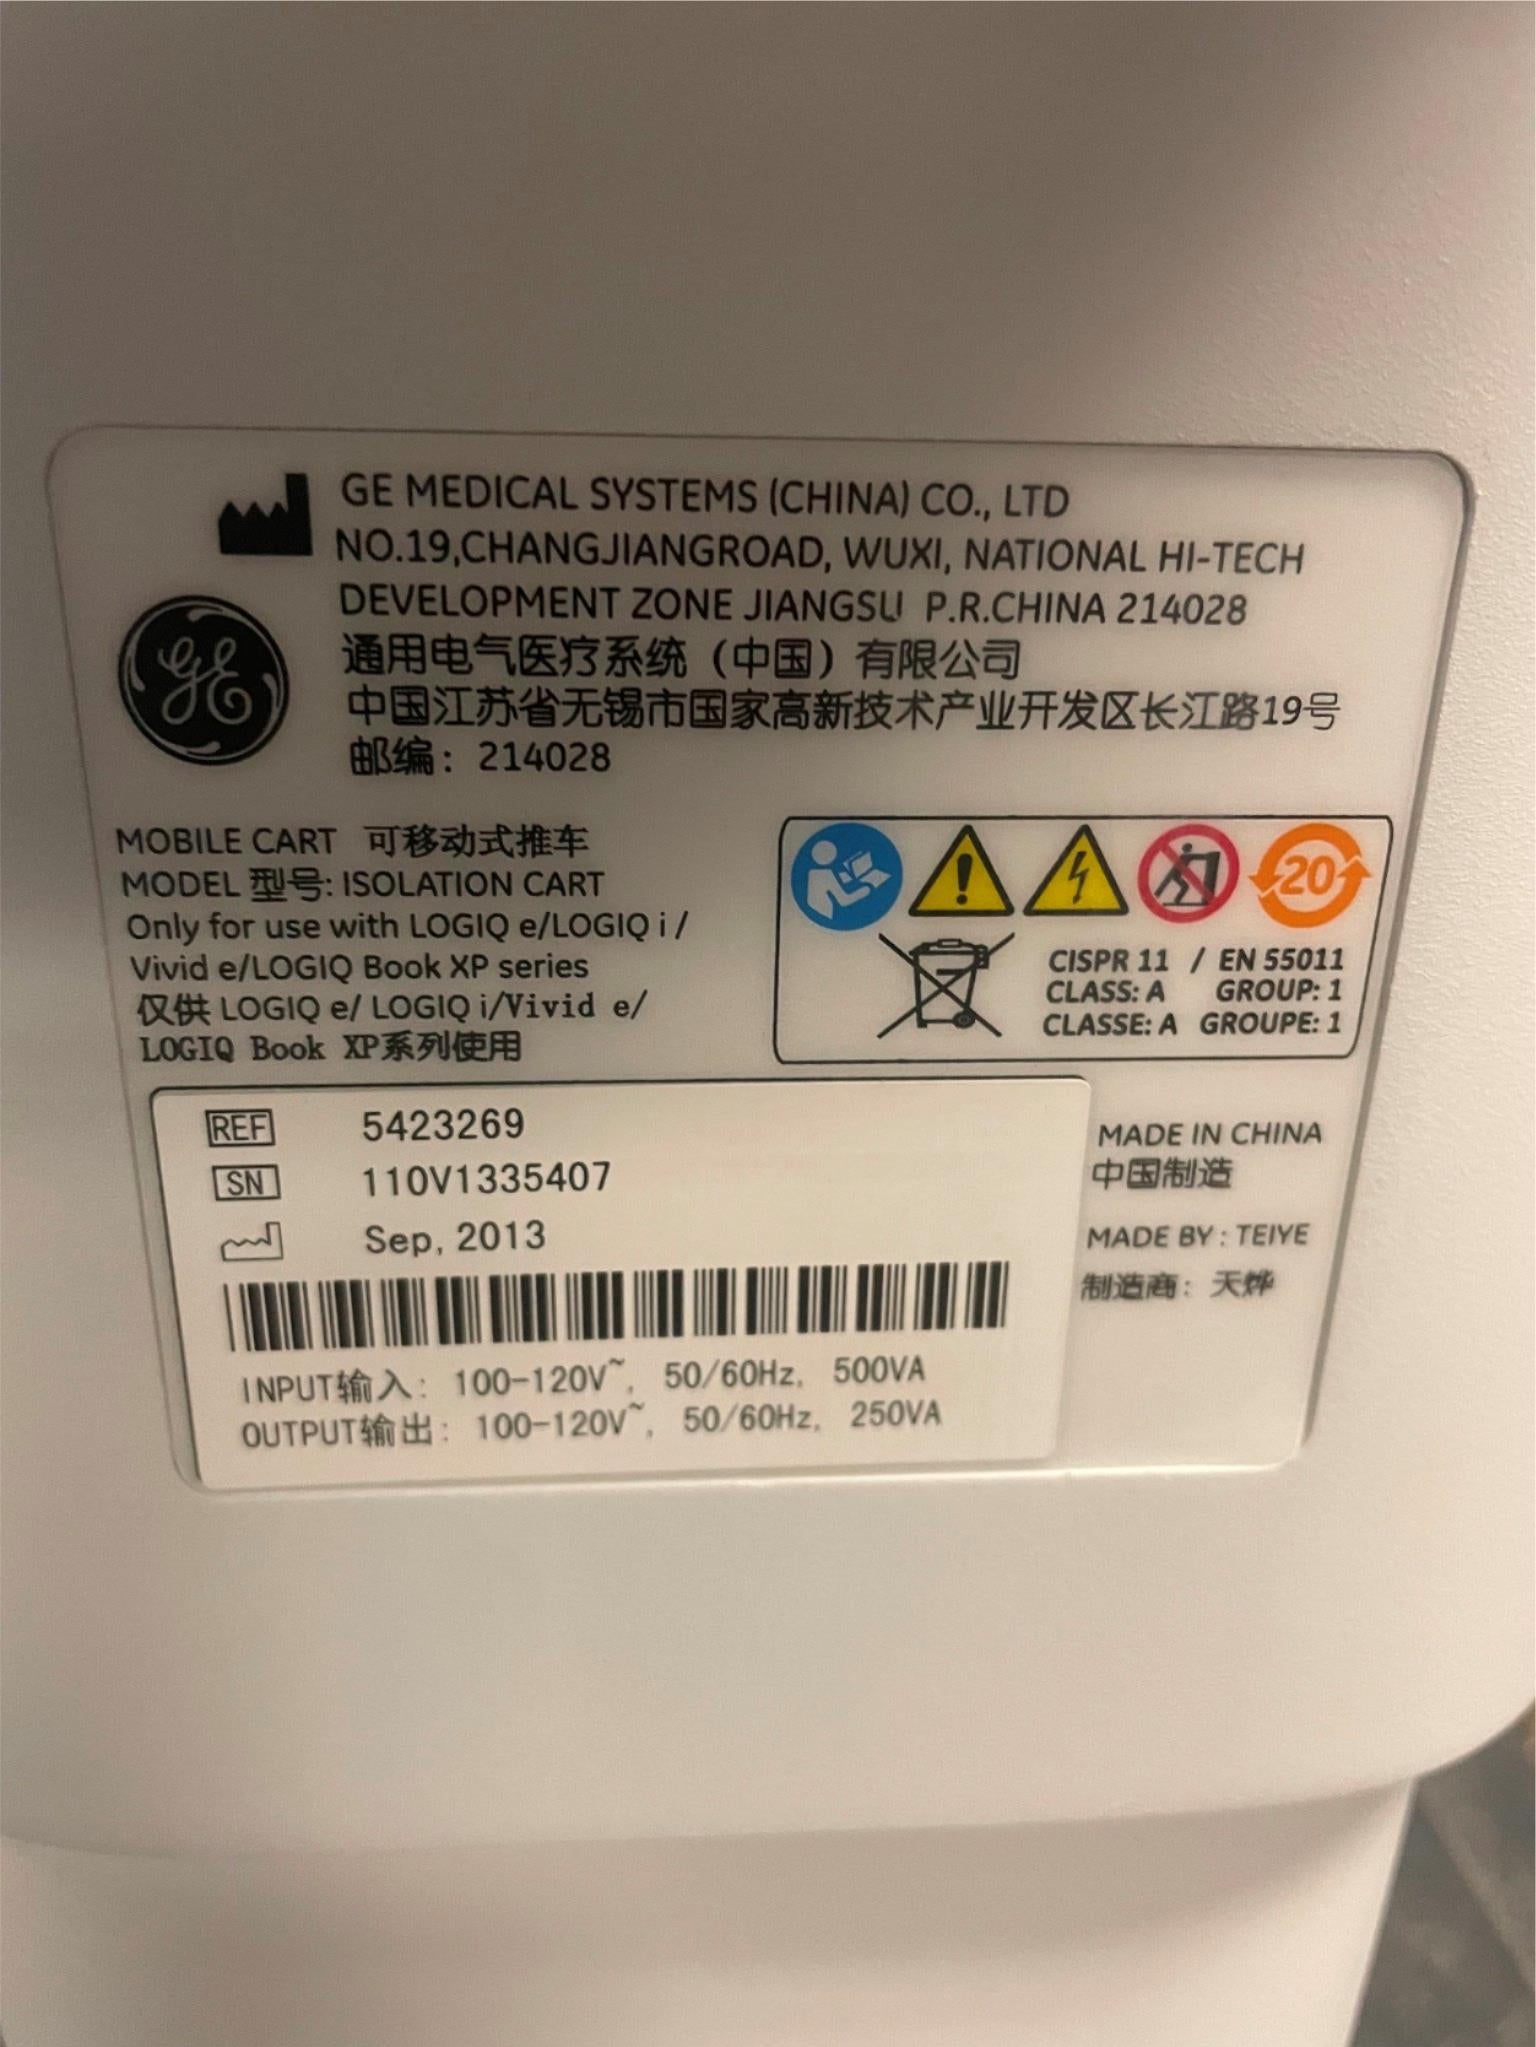 GE MEDICAL SYSTEMS (CHINA) CO., LTD
NO.19,CHANGJIANGROAD, WUXI, NATIONAL HI-TECH
DEVELOPMENT ZONE JIANGSU P.R.CHINA 214028
通用电气医疗系统（中国）有限公司
中国江苏省无锡市国家高新技术产业开发区长江路19号
邮编：214028
GE
MOBILE CART 可移动式推车
MODEL 型号: ISOLATION CART
Only for use with LOGIQ e/LOGIQ i /
Vivid e/LOGIQ Book XP series
仅供 LOGIQ e/ LOGIQ i/Vivid e/
LOGIQ Book XP系列使用
20
CISPR 11 / EN 55011
CLASS: A GROUP: 1
CLASSE: A GROUPE: 1
REF 5423269
SN 110V1335407
Sep, 2013
INPUT输入: 100-120V~, 50/60Hz, 500VA
OUTPUT输出: 100-120V~, 50/60Hz, 250VA
MADE IN CHINA
中国制造
MADE BY : TEIYE
制造商：天烨